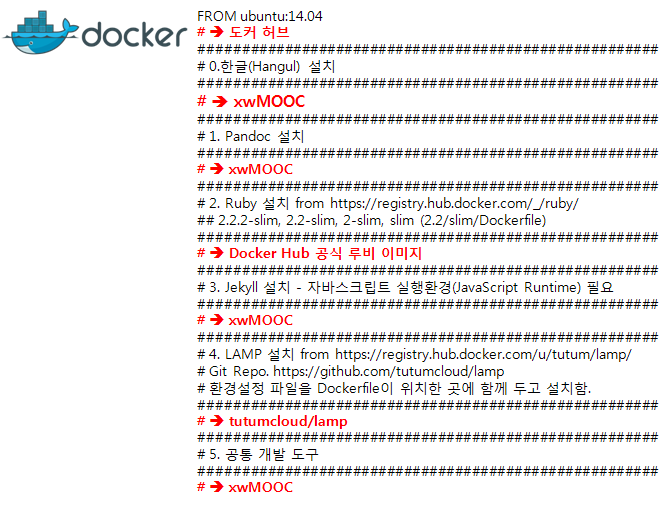 docker
FROM ubuntu:14.04
# ➔ 도커 허브
###################################################
# 0.한글(Hangul) 설치
###################################################
# ➔ xwMOOC
###################################################
# 1. Pandoc 설치
###################################################
# ➔ xwMOOC
###################################################
# 2. Ruby 설치 from https://registry.hub.docker.com/_/ruby/
## 2.2.2-slim, 2.2-slim, 2-slim, slim (2.2/slim/Dockerfile)
###################################################
# ➔ Docker Hub 공식 루비 이미지
###################################################
# 3. Jekyll 설치 - 자바스크립트 실행환경(JavaScript Runtime) 필요
###################################################
# ➔ xwMOOC
###################################################
# 4. LAMP 설치 from https://registry.hub.docker.com/u/tutum/lamp/
# Git Repo. https://github.com/tutumcloud/lamp
# 환경설정 파일을 Dockerfile이 위치한 곳에 함께 두고 설치함.
###################################################
# ➔ tutumcloud/lamp
###################################################
# 5. 공통 개발 도구
###################################################
# ➔ xwMOOC